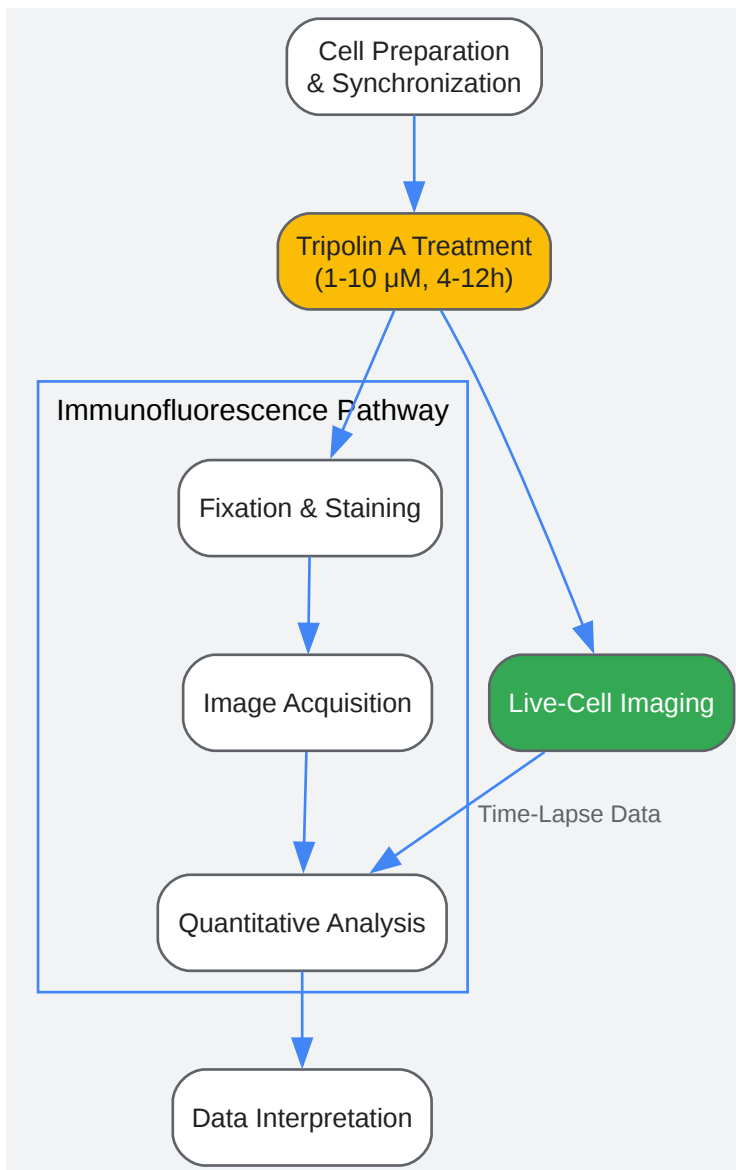 Cell Preparation
& Synchronization
Tripolin A Treatment
(1-10 μM, 4-12h)
Immunofluorescence Pathway
Fixation & Staining
Image Acquisition
Live-Cell Imaging
Time-Lapse Data
Quantitative Analysis
Data Interpretation